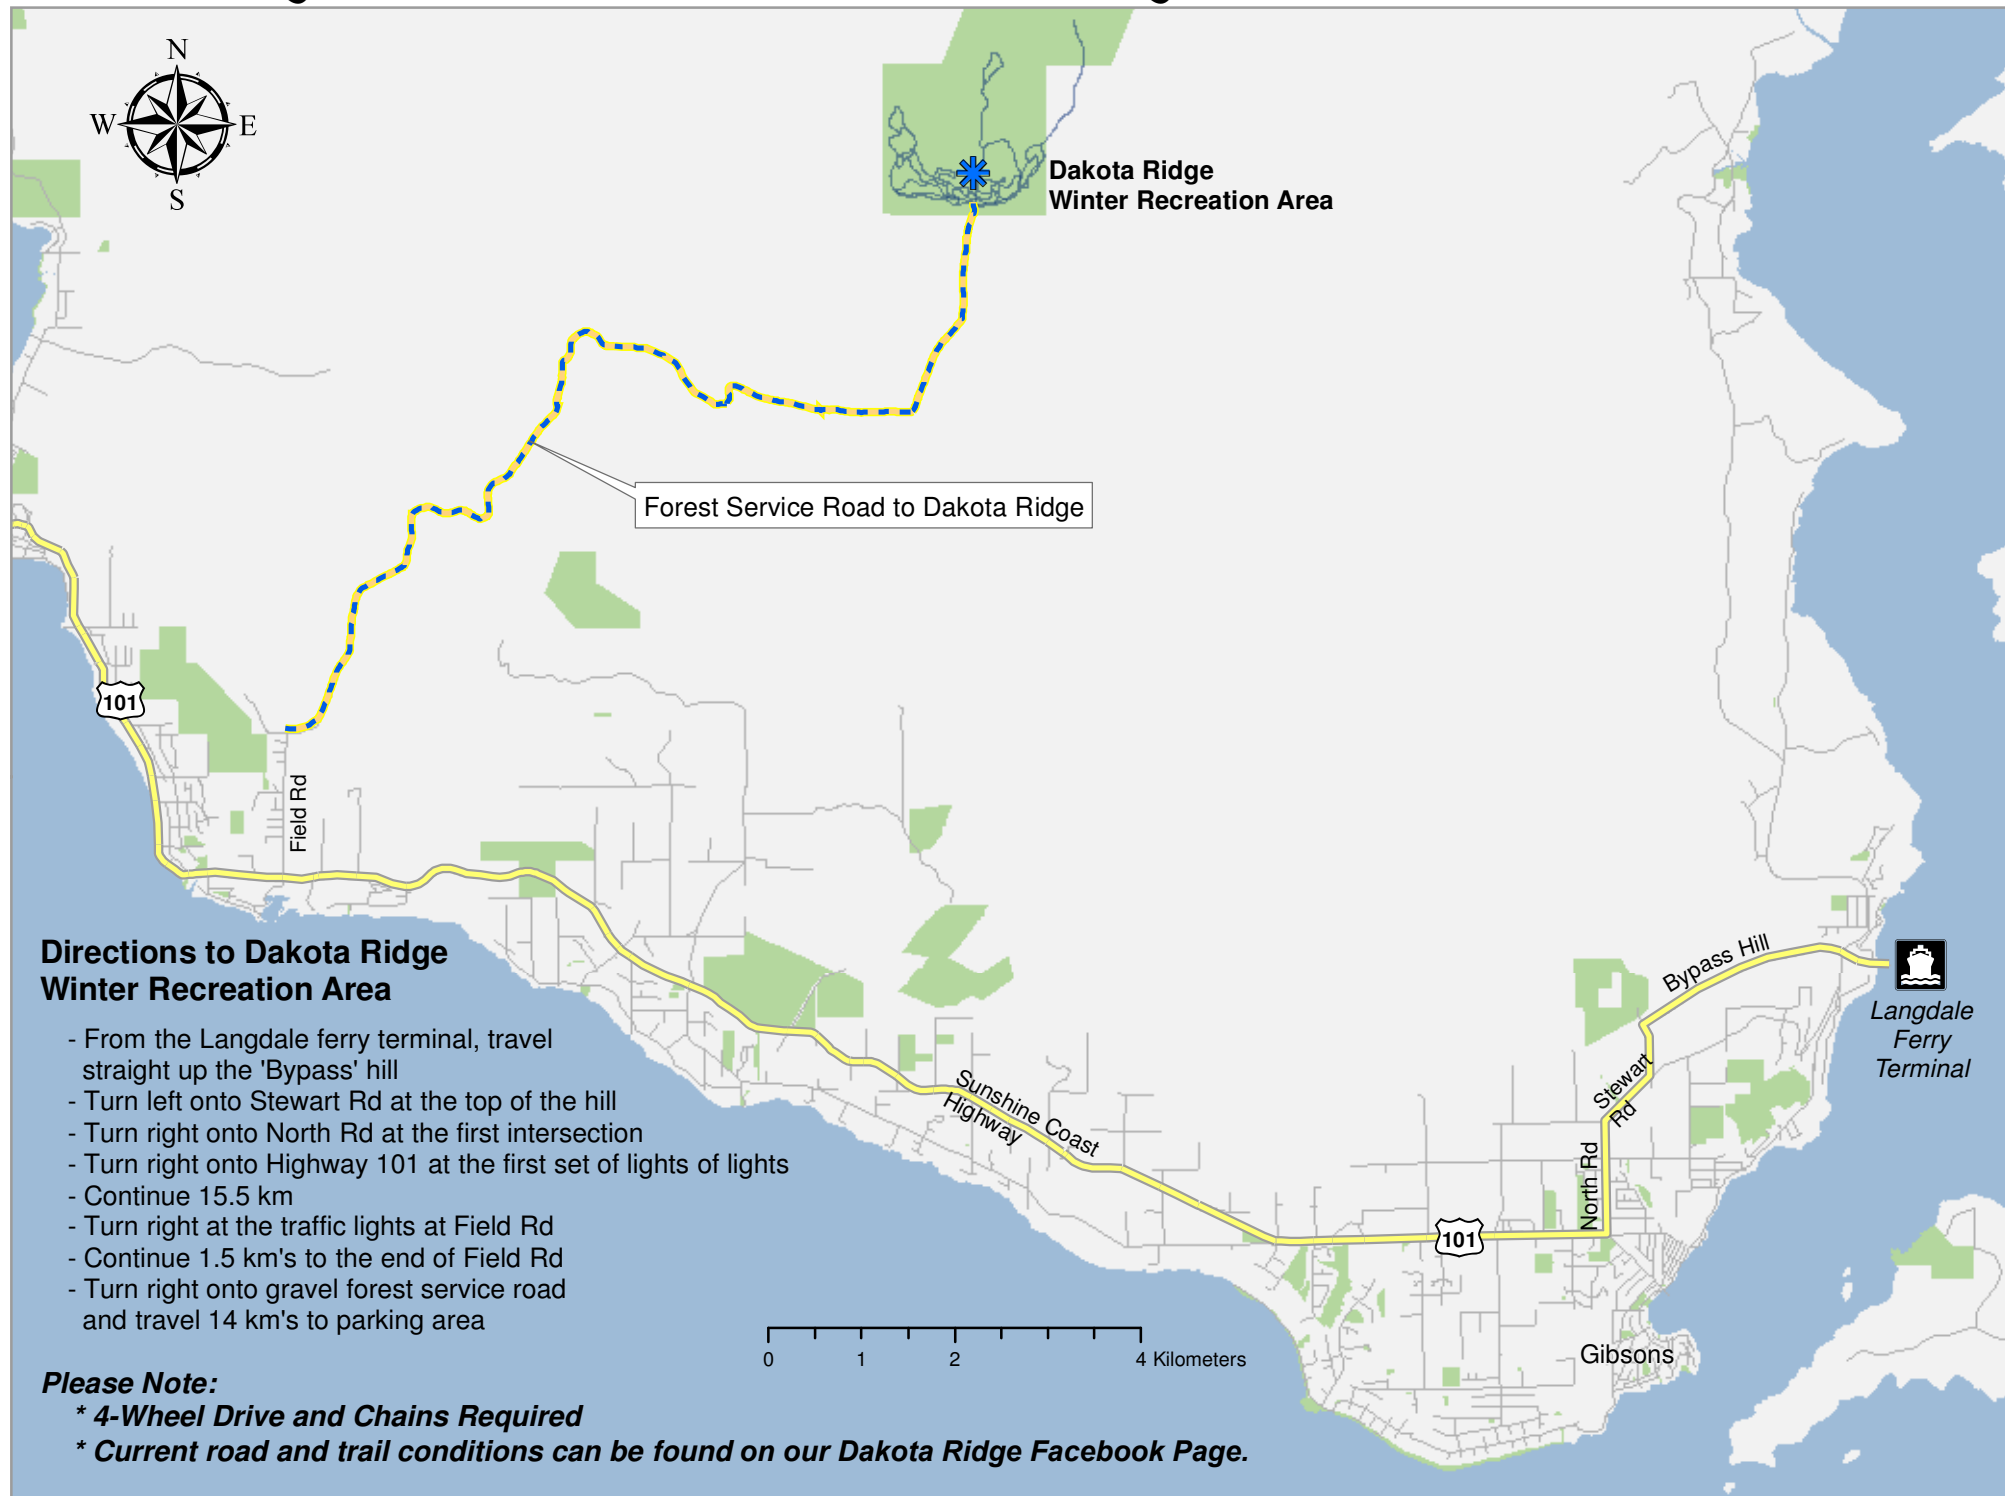 N
W
E
S
Dakota Ridge
Winter Recreation Area
Forest Service Road to Dakota Ridge
101
Field Rd
Directions to Dakota Ridge
Winter Recreation Area
- From the Langdale ferry terminal, travel
straight up the 'Bypass' hill
- Turn left onto Stewart Rd at the top of the hill
- Turn right onto North Rd at the first intersection
- Turn right onto Highway 101 at the first set of lights of lights
- Continue 15.5 km
- Turn right at the traffic lights at Field Rd
- Continue 1.5 km's to the end of Field Rd
- Turn right onto gravel forest service road
and travel 14 km's to parking area
Please Note:
* 4-Wheel Drive and Chains Required
* Current road and trail conditions can be found on our Dakota Ridge Facebook Page.
0 1 2 4 Kilometers
Sunshine Coast
Highway
Bypass Hill
Langdale
Ferry
Terminal
Stewart
Rd
North Rd
101
Gibsons